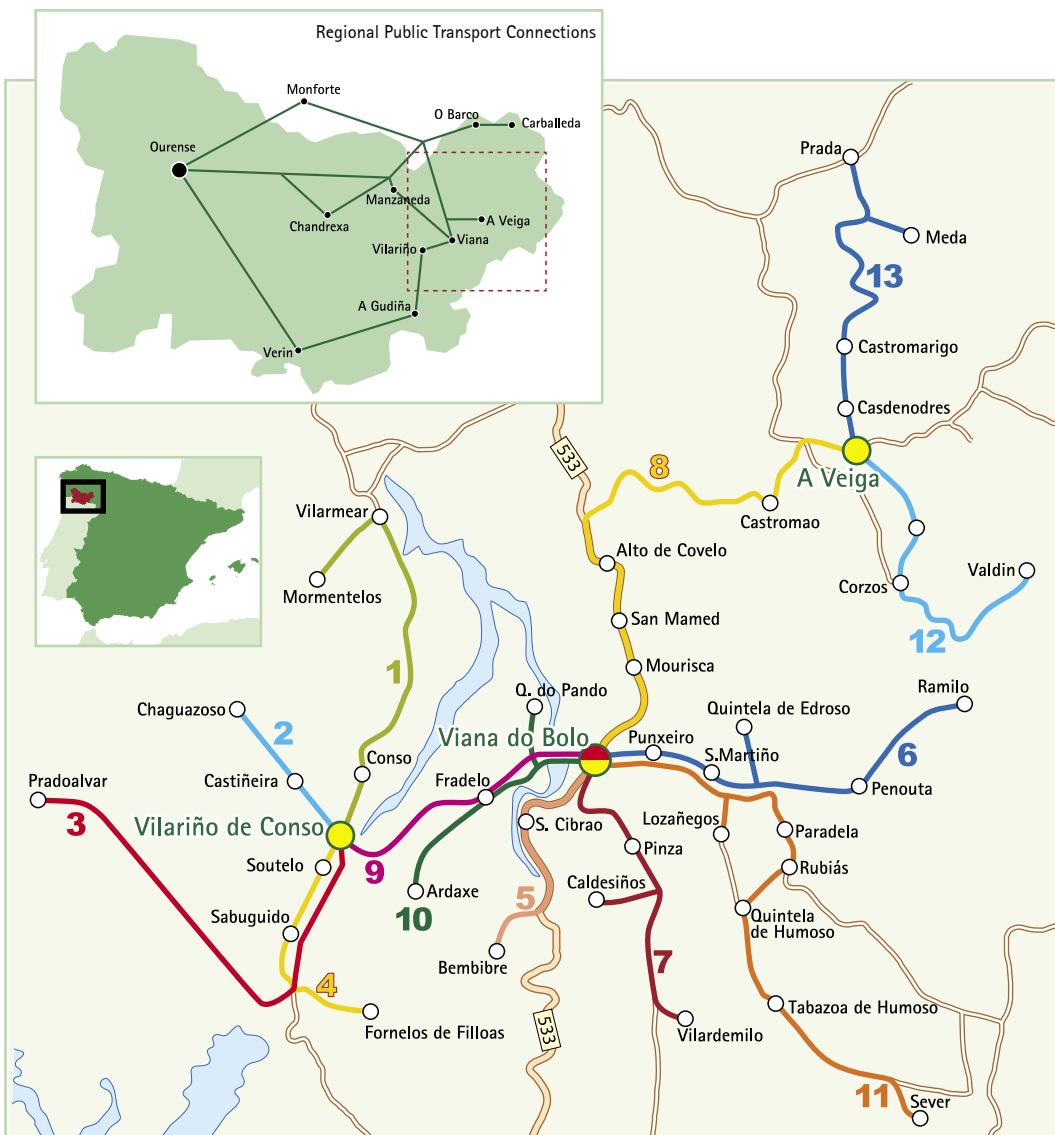 Regional Public Transport Connections
Monforte
O Barco
Carballeda
Ourense
Manzaneda
Chandrexa
A Veiga
Viana
Vilariño
A Gudiña
Verin
Prada
Meda
13
Castromarigo
Casdenodres
533
8
A Veiga
Vilarmear
Castromao
Mormentelos
Alto de Covelo
Corzos
Valdin
San Mamed
12
1
Mourisca
Q. do Pando
Ramilo
Chaguazoso
Quintela de Edroso
2
Viana do Bolo
Punxeiro
S.Martiño
6
Conso
Pradoalvar
Castiñeira
Fradelo
Penouta
3
Vilariño de Conso
S. Cibrao
Lozañegos
Paradela
Pinza
Soutelo
9
Rubiás
Ardaxe
Caldesiños
10
5
Sabuguido
Quintela
de Humoso
Bembibre
7
4
Tabazoa de Humoso
Fornelos de Filloas
533
Vilardemilo
11
Sever